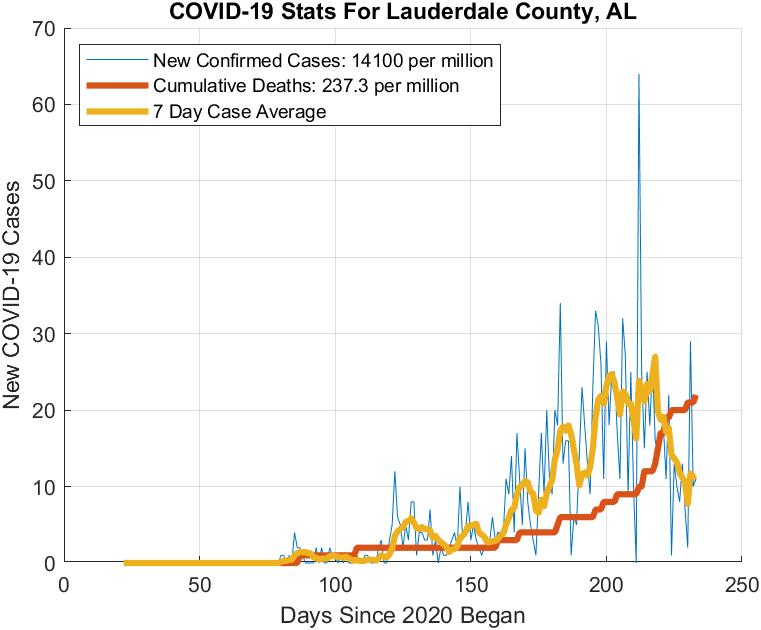 COVID-19 Stats For Lauderdale County, AL
New Confirmed Cases: 14100 per million
Cumulative Deaths: 237.3 per million
7 Day Case Average
New COVID-19 Cases
70
60
50
40
30
20
10
0
0 50 100 150 200 250
Days Since 2020 Began